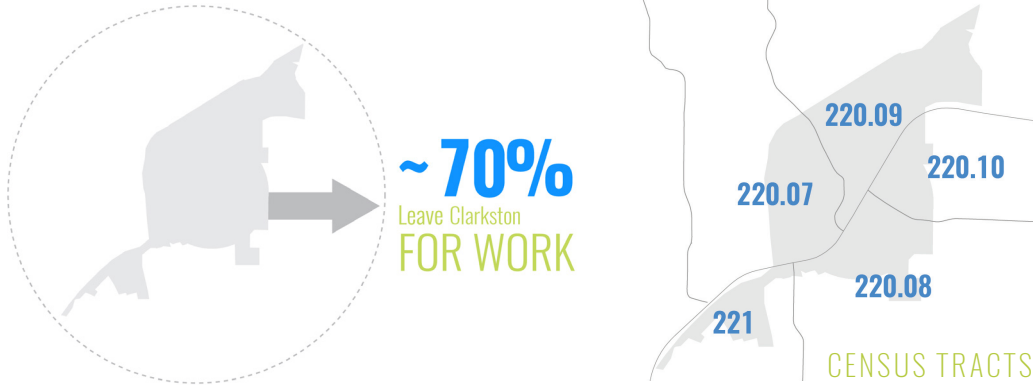 ~ 70%
Leave Clarkston
FOR WORK
220.09
220.10
220.07
220.08
221
CENSUS TRACTS